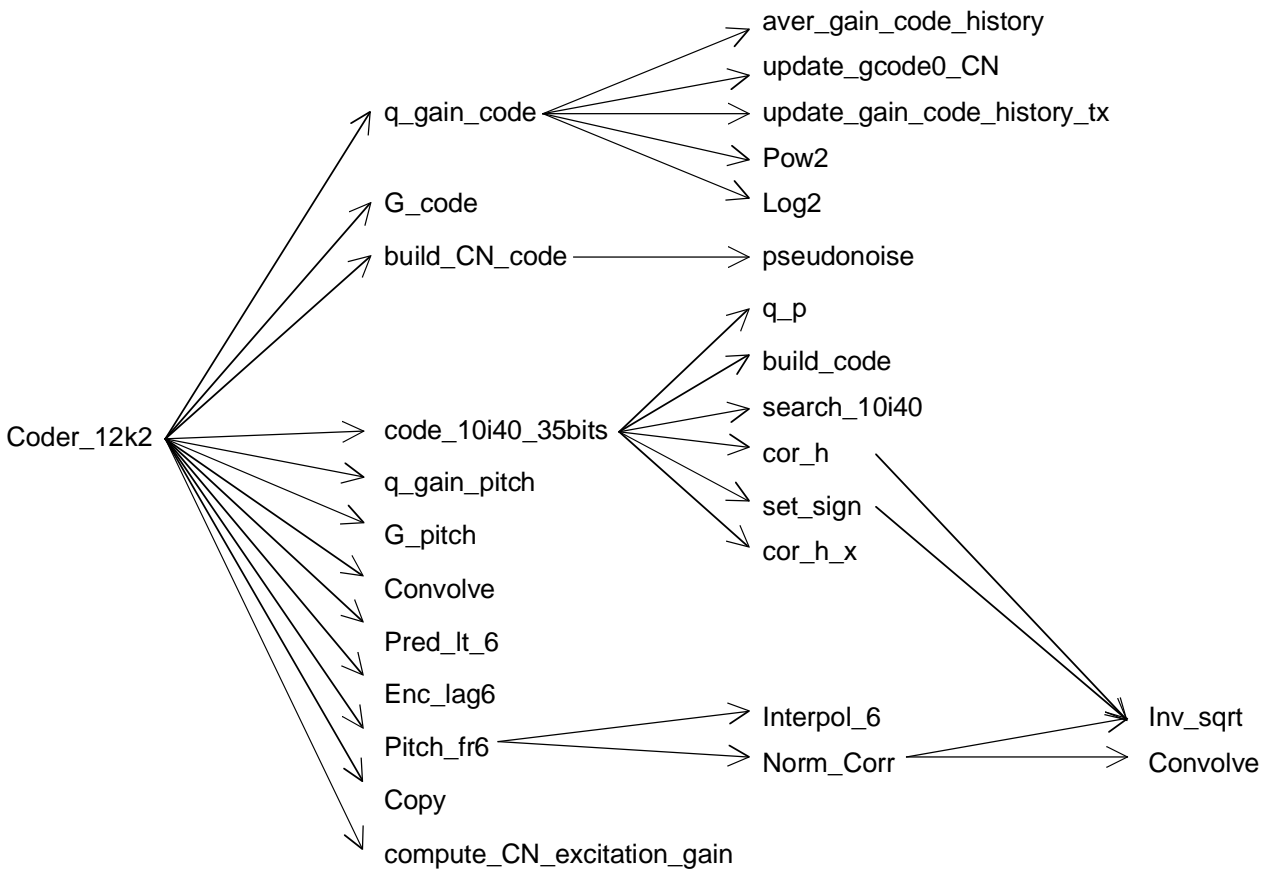 aver_gain_code_history
update_gcode0_CN
q_gain_code
update_gain_code_history_tx
Pow2
G_code
Log2
build_CN_code
pseudonoise
q_p
build_code
search_10i40
Coder_12k2
code_10i40_35bits
cor_h
q_gain_pitch
set_sign
G_pitch
cor_h_x
Convolve
Pred_lt_6
Enc_lag6
Interpol_6
Inv_sqrt
Pitch_fr6
Norm_Corr
Convolve
Copy
compute_CN_excitation_gain